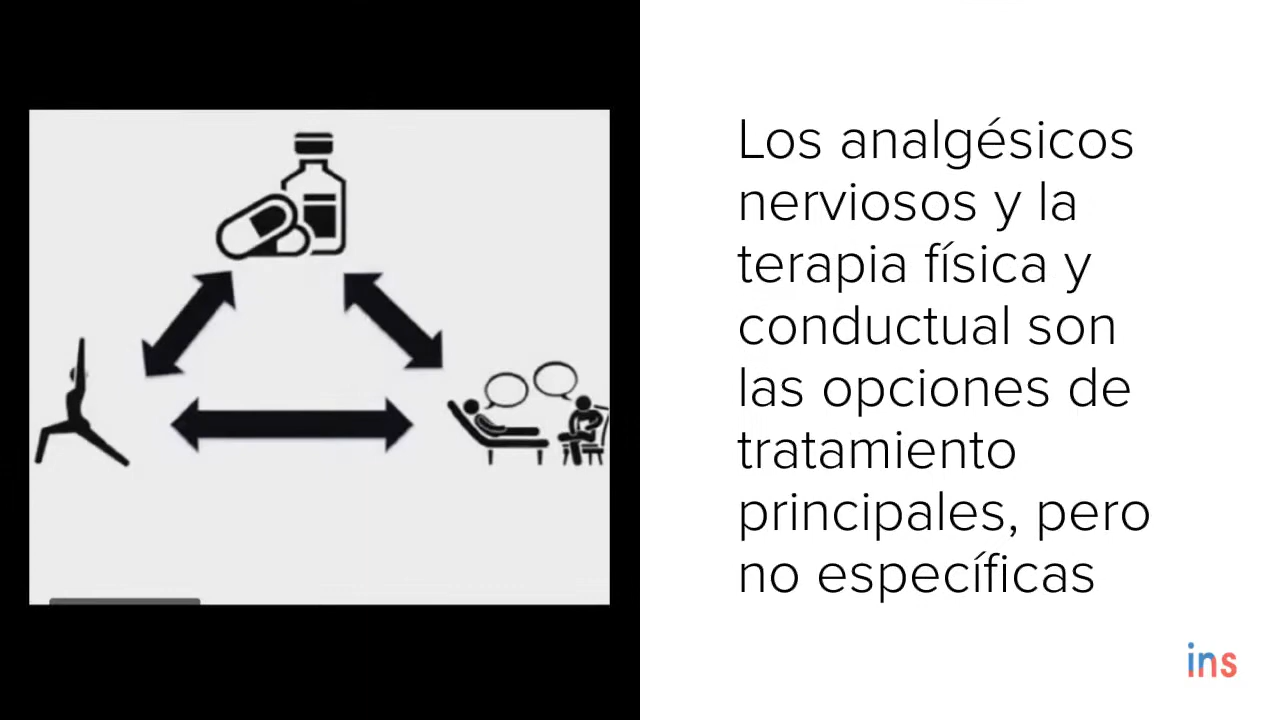 Los analgésicos
nerviosos y la
terapia física y
conductual son
las opciones de
tratamiento
principales, pero
no específicas
ins